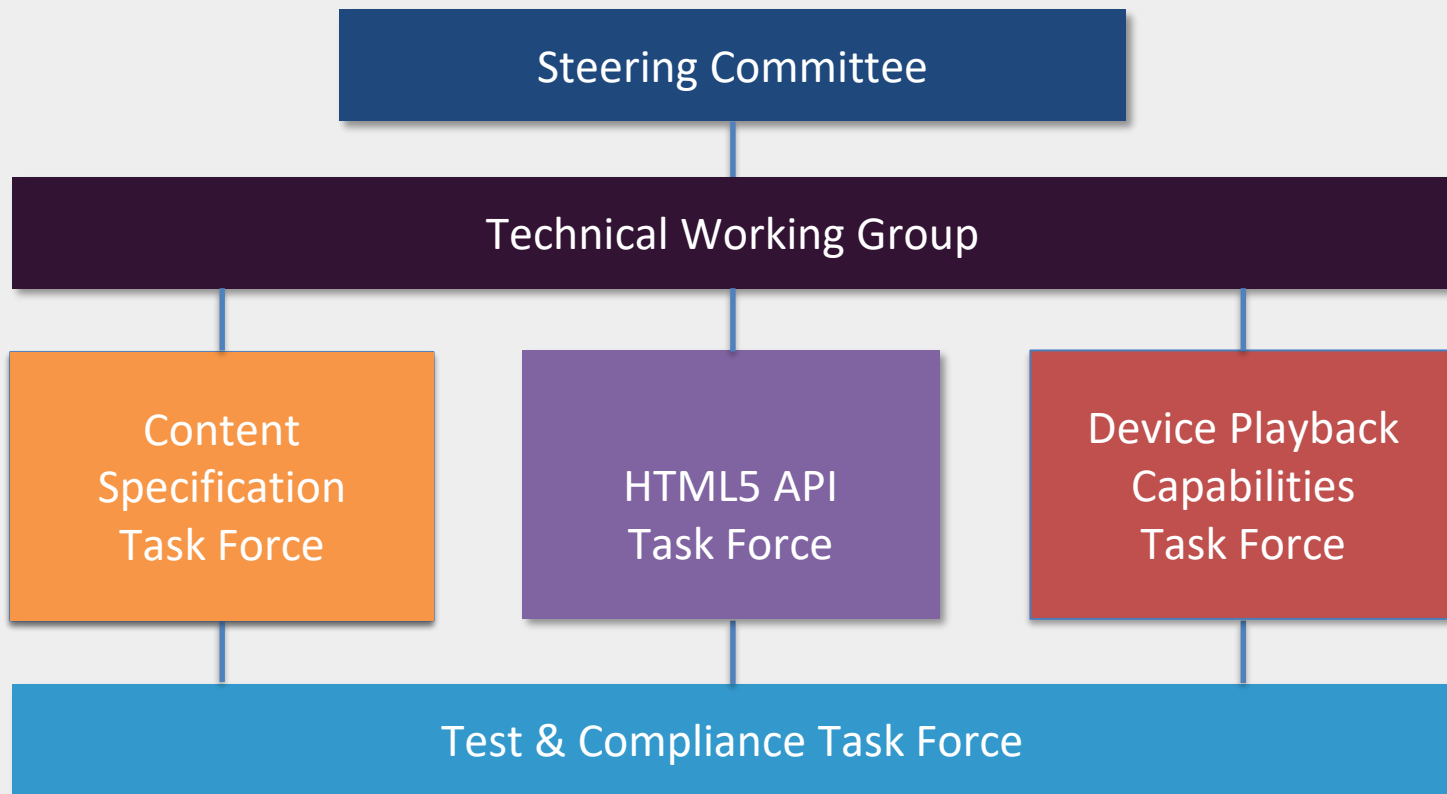 Steering Committee
Technical Working Group
Content
Specification
Task Force
HTML5 API
Task Force
Device Playback
Capabilities
Task Force
Test & Compliance Task Force